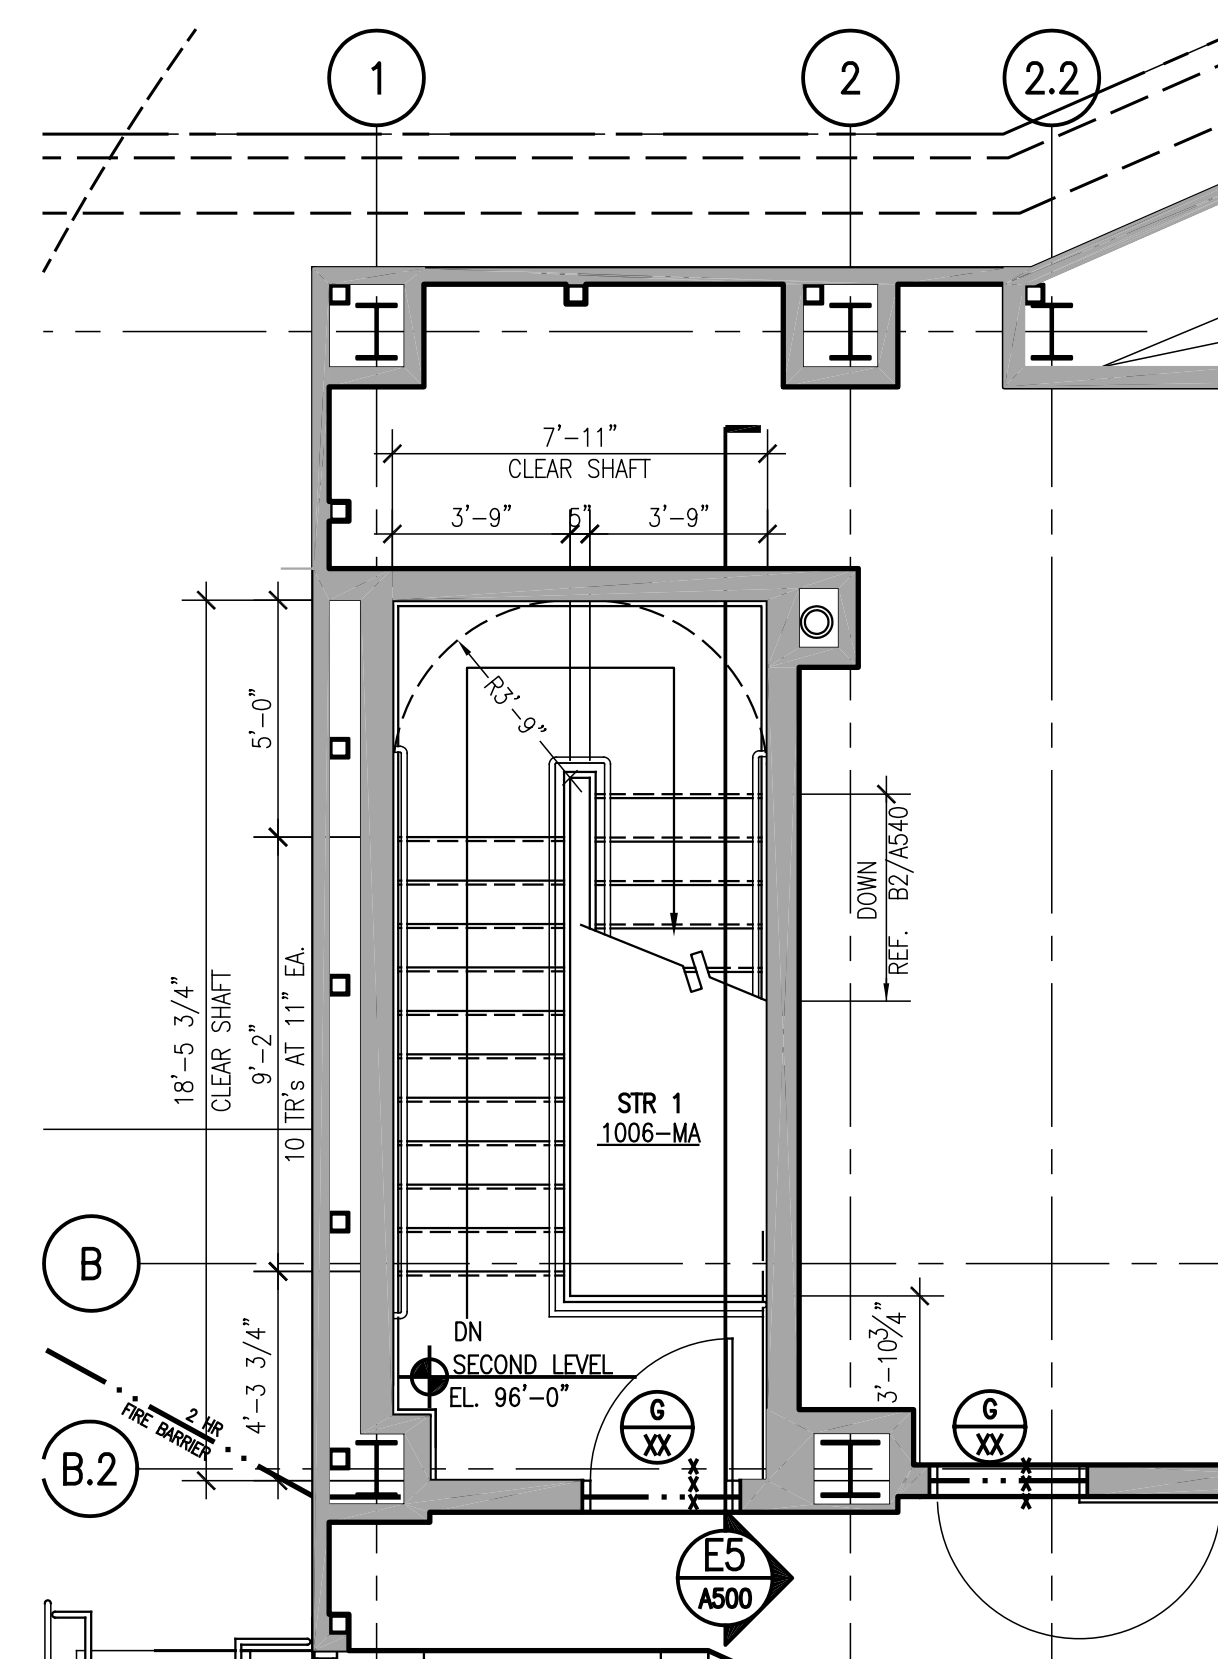 1
2
2.2
7'-11"
CLEAR SHAFT
3'-9"
5"
3'-9"
5'-0"
R3'-9"
DOWN
REF. B2/A540
18'-5 3/4"
CLEAR SHAFT
9'-2"
10 TR's AT 11" EA.
STR 1
1006-MA
B
4'-3 3/4"
DN
SECOND LEVEL
EL. 96'-0"
3'-10 3/4"
2 HR
FIRE BARRIER
G
XX
G
XX
B.2
E5
A500